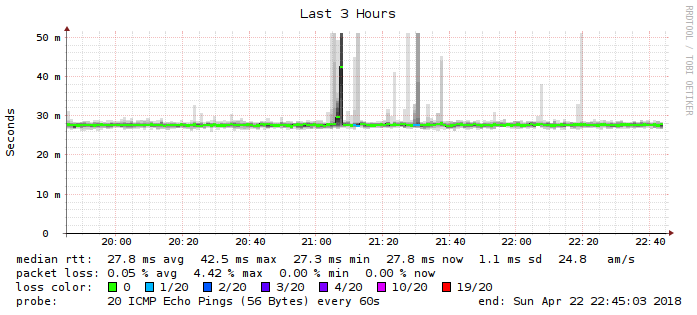 Last 3 Hours
RRDTOOL / TOBI OETIKER
Seconds
50 m
40 m
30 m
20 m
10 m
0
20:00 20:20 20:40 21:00 21:20 21:40 22:00 22:20 22:40
median rtt: 27.8 ms avg 42.5 ms max 27.3 ms min 27.8 ms now 1.1 ms sd 24.8 am/s
packet loss: 0.05 % avg 4.42 % max 0.00 % min 0.00 % now
loss color: 0 1/20 2/20 3/20 4/20 10/20 19/20
probe: 20 ICMP Echo Pings (56 Bytes) every 60s end: Sun Apr 22 22:45:03 2018